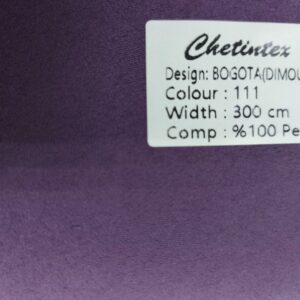 Chetintex
Design: BOGOTA(DIMOU
Colour : 111
Width : 300 cm
Comp : %100 Pe